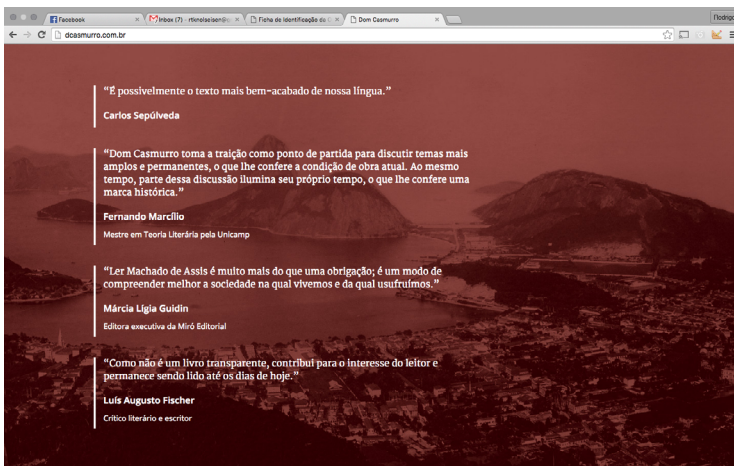 Facebook
Inbox (7) -
Ficha de Identificação da
Dom Casmurro
Rodrigo
dcasmurro.com.br
“É possivelmente o texto mais bem-acabado de nossa língua.”
Carlos Sepúlveda
“Dom Casmurro toma a traição como ponto de partida para discutir temas mais
amplos e permanentes, o que lhe confere a condição de obra atual. Ao mesmo
tempo, parte dessa discussão ilumina seu próprio tempo, o que lhe confere uma
marca histórica.”
Fernando Marcílio
Mestre em Teoria Literária pela Unicamp
“Ler Machado de Assis é muito mais do que uma obrigação; é um modo de
compreender melhor a sociedade na qual vivemos e da qual usufruímos.”
Márcia Lígia Guidin
Editora executiva da Miró Editorial
“Como não é um livro transparente, contribui para o interesse do leitor e
permanece sendo lido até os dias de hoje.”
Luís Augusto Fischer
Crítico literário e escritor